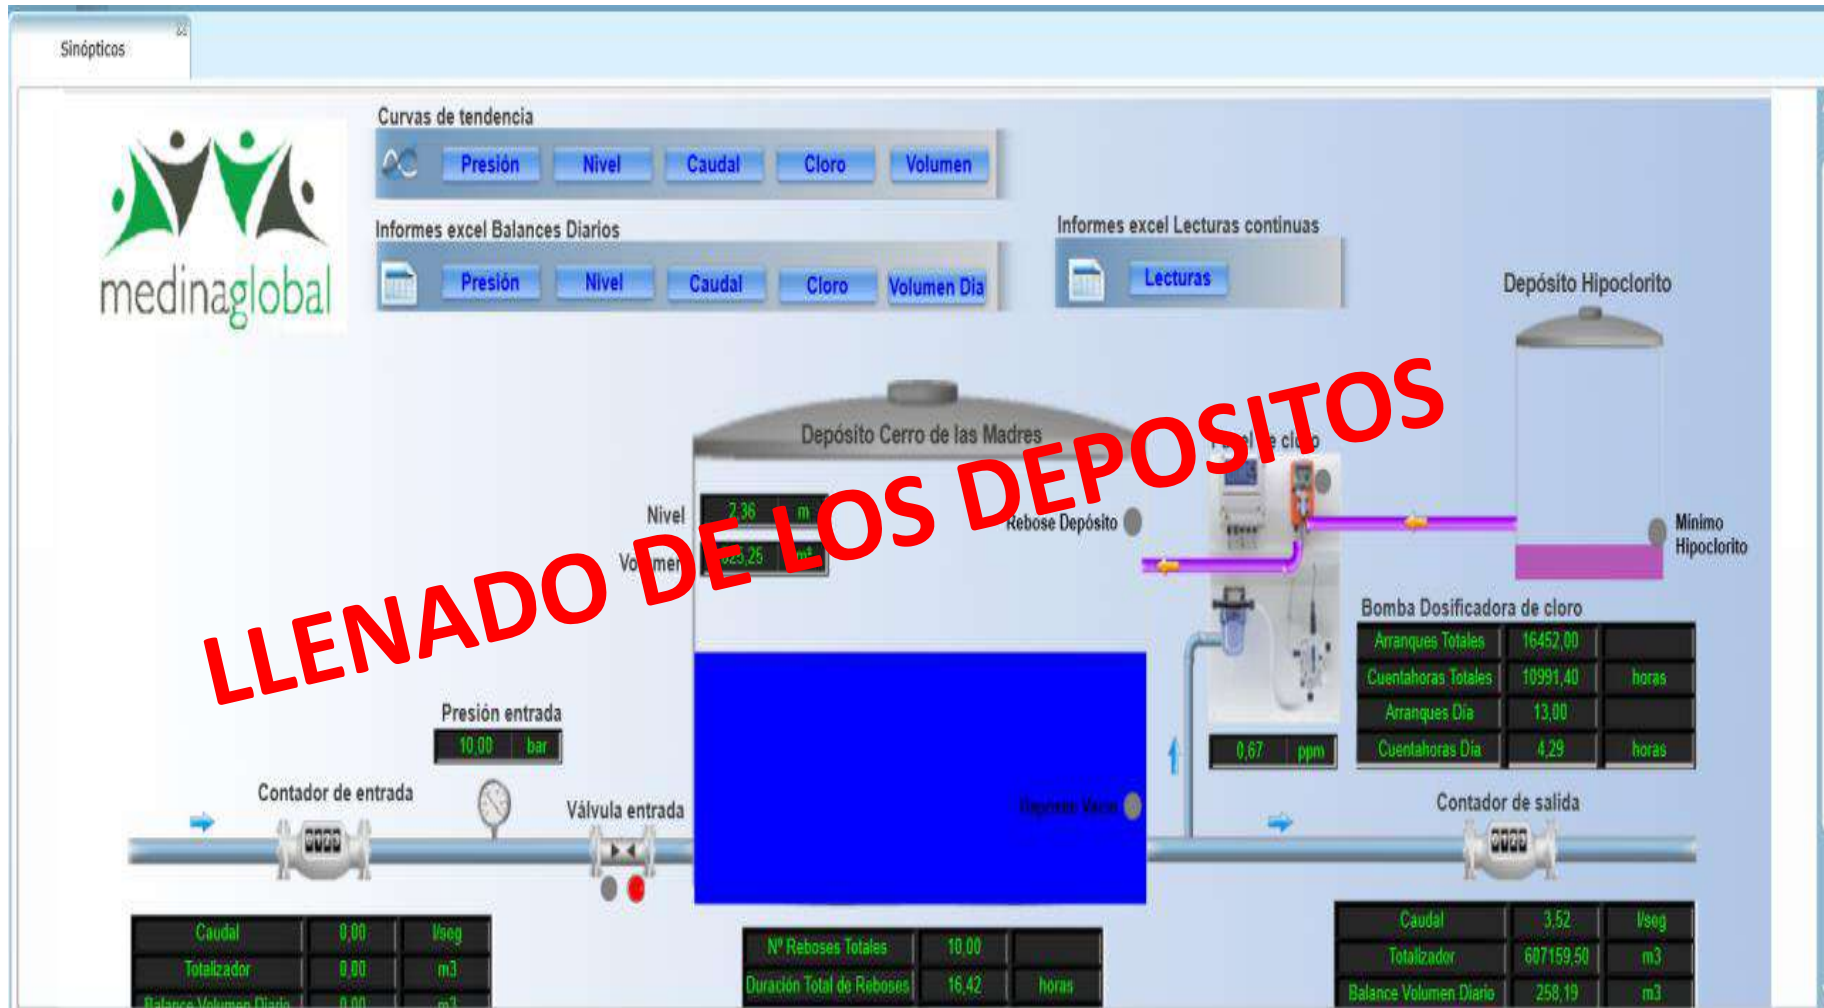 Sinópticos
medinaglobal
Curvas de tendencia
Presión Nivel Caudal Cloro Volumen
Informes excel Balances Diarios
Presión Nivel Caudal Cloro Volumen Dia
Informes excel Lecturas continuas
Lecturas
Depósito Hipoclorito
Mínimo
Hipoclorito
LLENADO DE LOS DEPOSITOS
Depósito Cerro de las Madres
Nivel 2,36 m
Rebose Depósito
Bomba Dosificadora de cloro
Arranques Totales 16452,00
Cuentahoras Totales 10991,40 horas
Arranques Día 13,00
Cuentahoras Día 4,29 horas
0,67 ppm
Presión entrada
10,00 bar
Contador de entrada
Válvula entrada
Contador de salida
Caudal 0,00 l/seg
Totalizador 0,00 m3
Balance Volumen Diario 0,00 m3
Nº Reboses Totales 10,00
Duración Total de Reboses 16,42 horas
Caudal 3,52 l/seg
Totalizador 607159,50 m3
Balance Volumen Diario 258,19 m3